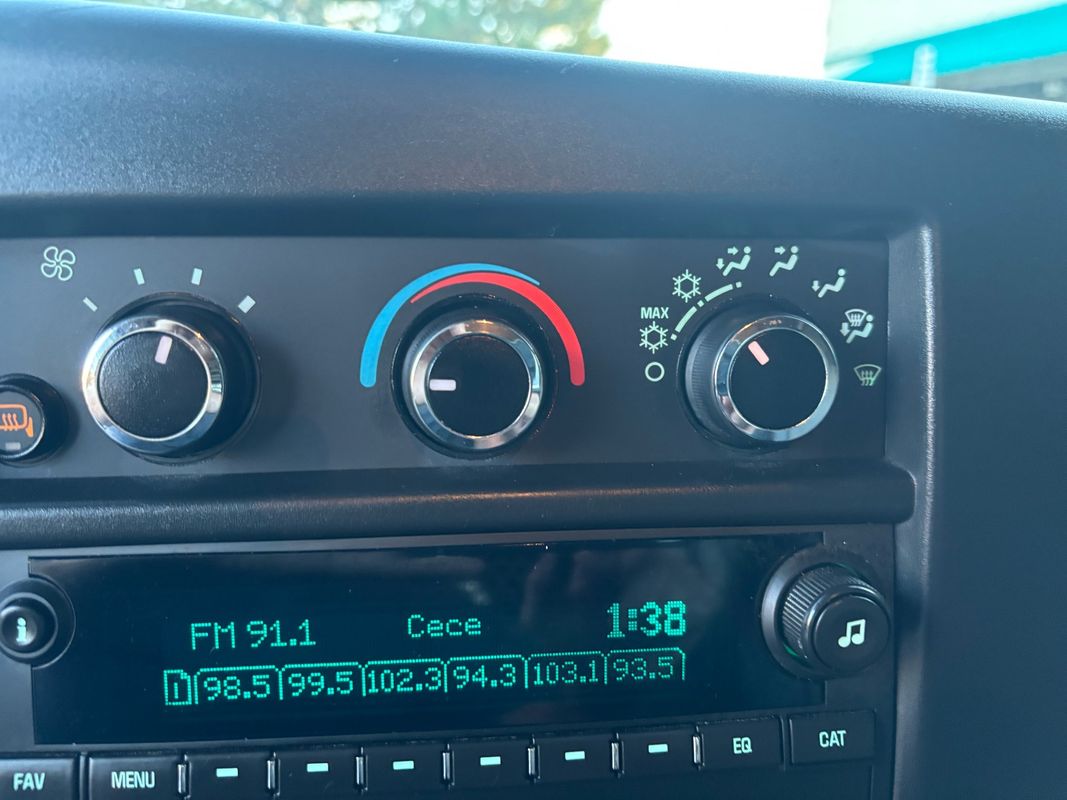 MAX
FM 91.1 Cece 1:38
1 98.5 99.5 102.3 94.3 103.1 93.5
i
FAV MENU EQ CAT